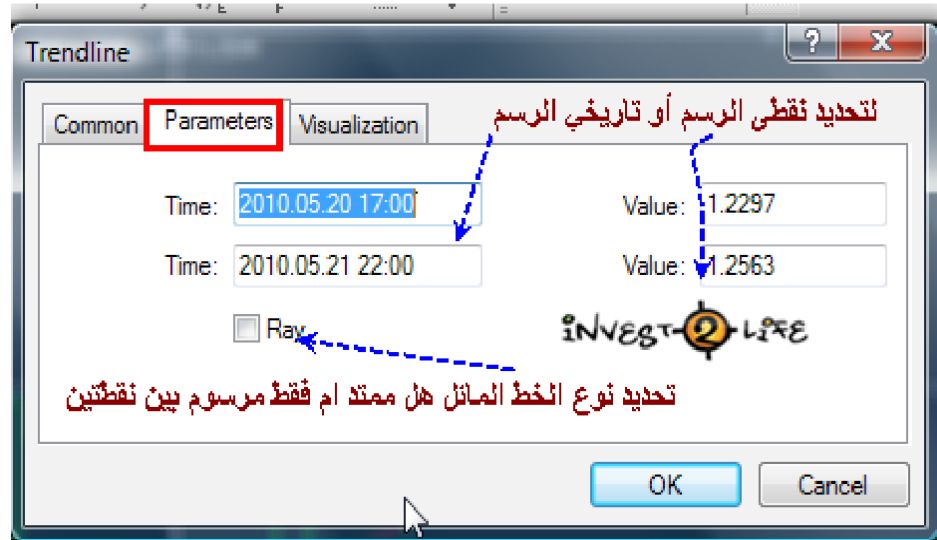 Trendline
Common Parameters Visualization
لتحديد نقطى الرسم أو تاريخي الرسم
Time: 2010.05.20 17:00 Value: 1.2297
Time: 2010.05.21 22:00 Value: 1.2563
Ray
INVEST-2-LIFE
تحديد نوع الخط المائل هل ممتد ام فقط مرسوم بين نقطتين
OK Cancel